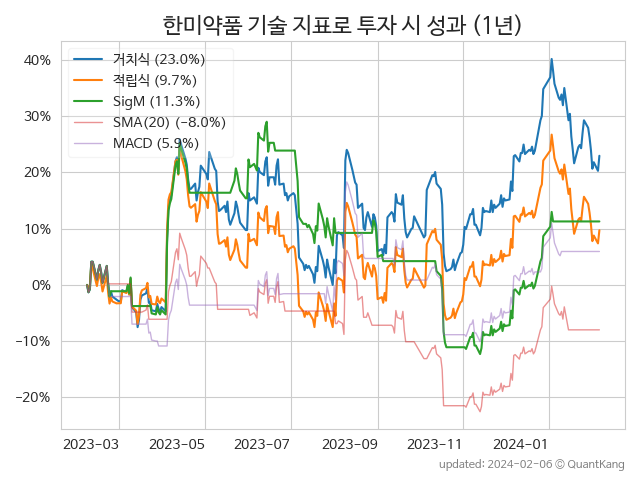 한미약품 기술 지표로 투자 시 성과 (1년)
거치식 (23.0%)
적립식 (9.7%)
SigM (11.3%)
SMA(20) (−8.0%)
MACD (5.9%)
40%
30%
20%
10%
0%
−10%
−20%
2023-03 2023-05 2023-07 2023-09 2023-11 2024-01
updated: 2024-02-06 © QuantKang